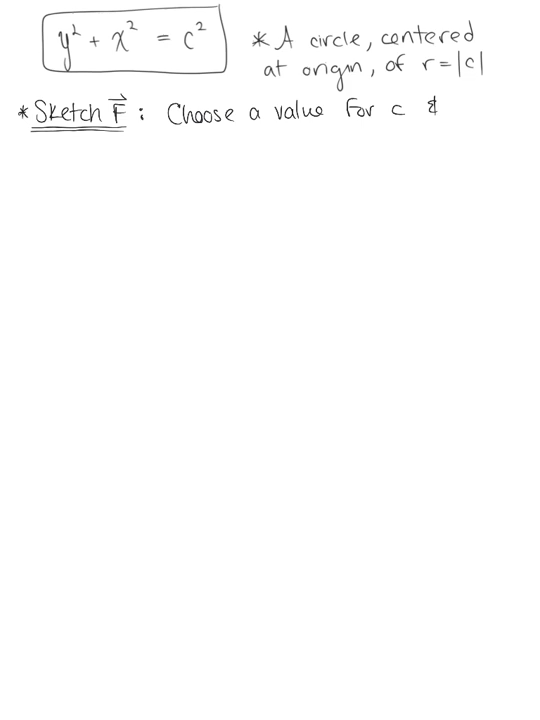 y² + x² = c²
* A circle, centered
at origin, of r=|c|
* Sketch F⃗ : Choose a value for c &